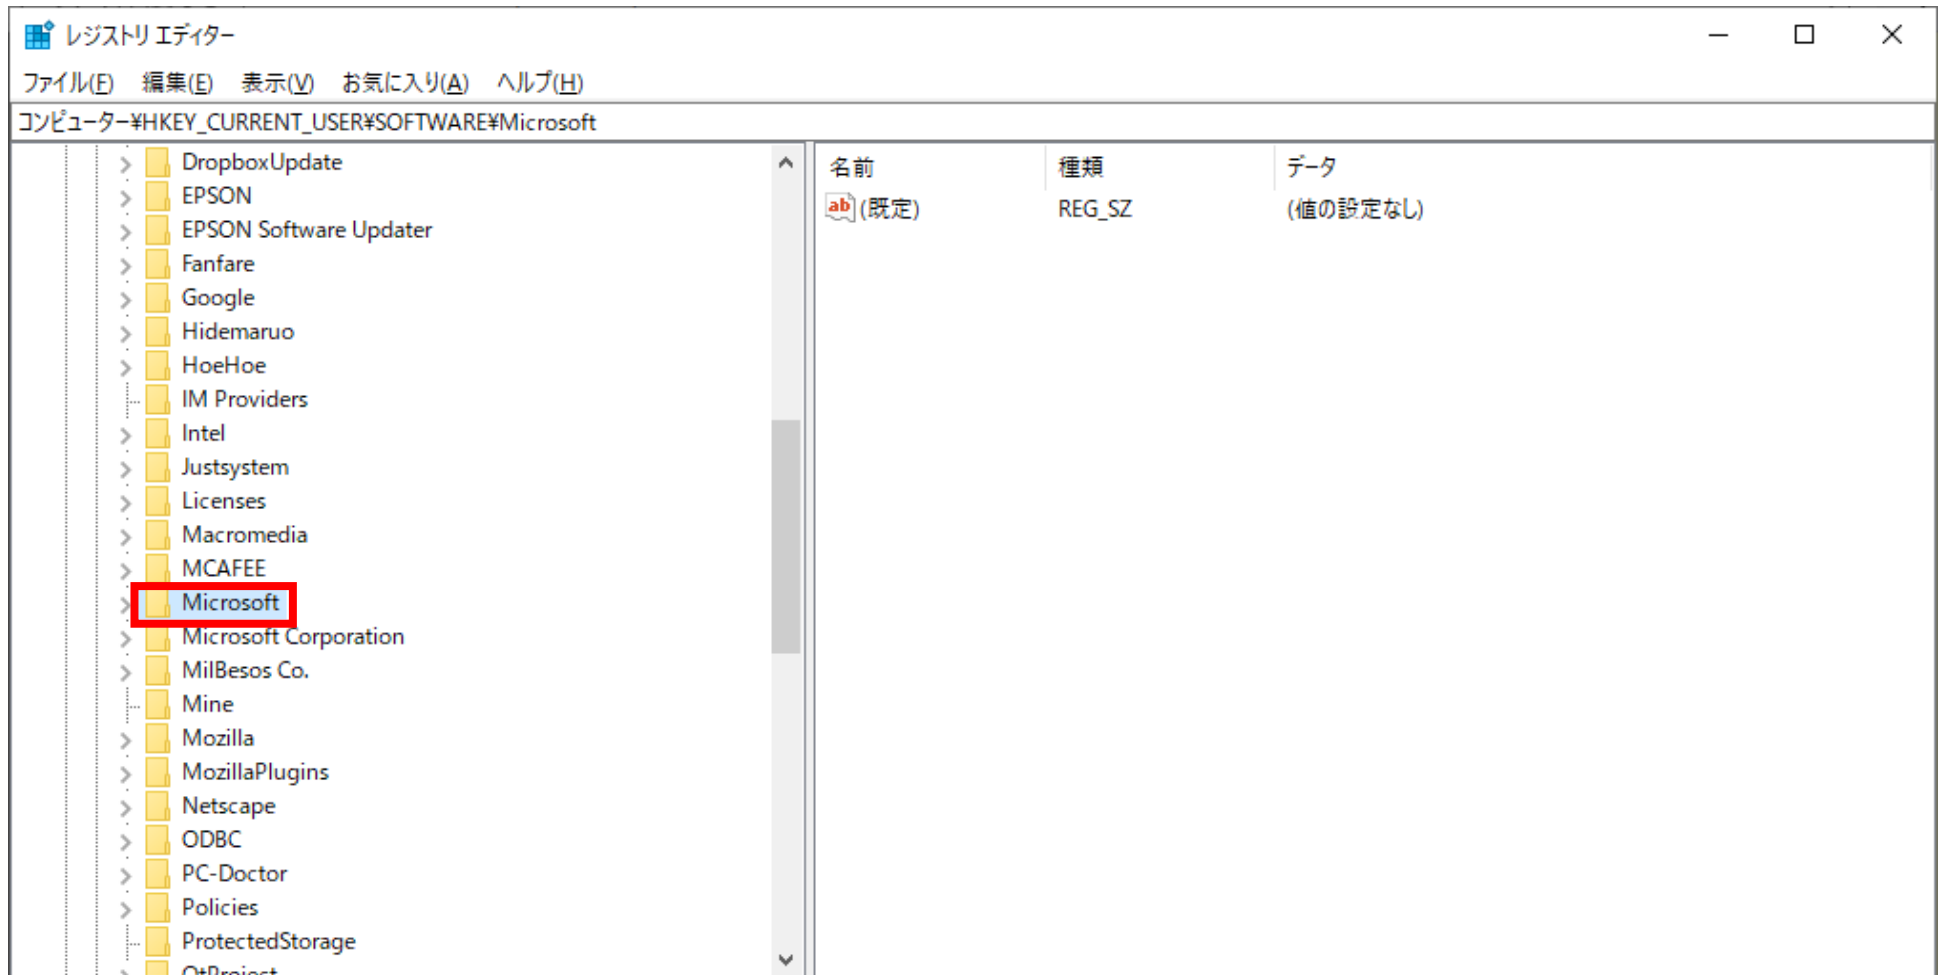 レジストリ エディター
ファイル(F) 編集(E) 表示(V) お気に入り(A) ヘルプ(H)
コンピューター¥HKEY_CURRENT_USER¥SOFTWARE¥Microsoft
DropboxUpdate
EPSON
EPSON Software Updater
Fanfare
Google
Hidemaruo
HoeHoe
IM Providers
Intel
Justsystem
Licenses
Macromedia
MCAFEE
Microsoft
Microsoft Corporation
MilBesos Co.
Mine
Mozilla
MozillaPlugins
Netscape
ODBC
PC-Doctor
Policies
ProtectedStorage
QtProject
名前 種類 データ
ab (既定) REG_SZ (値の設定なし)